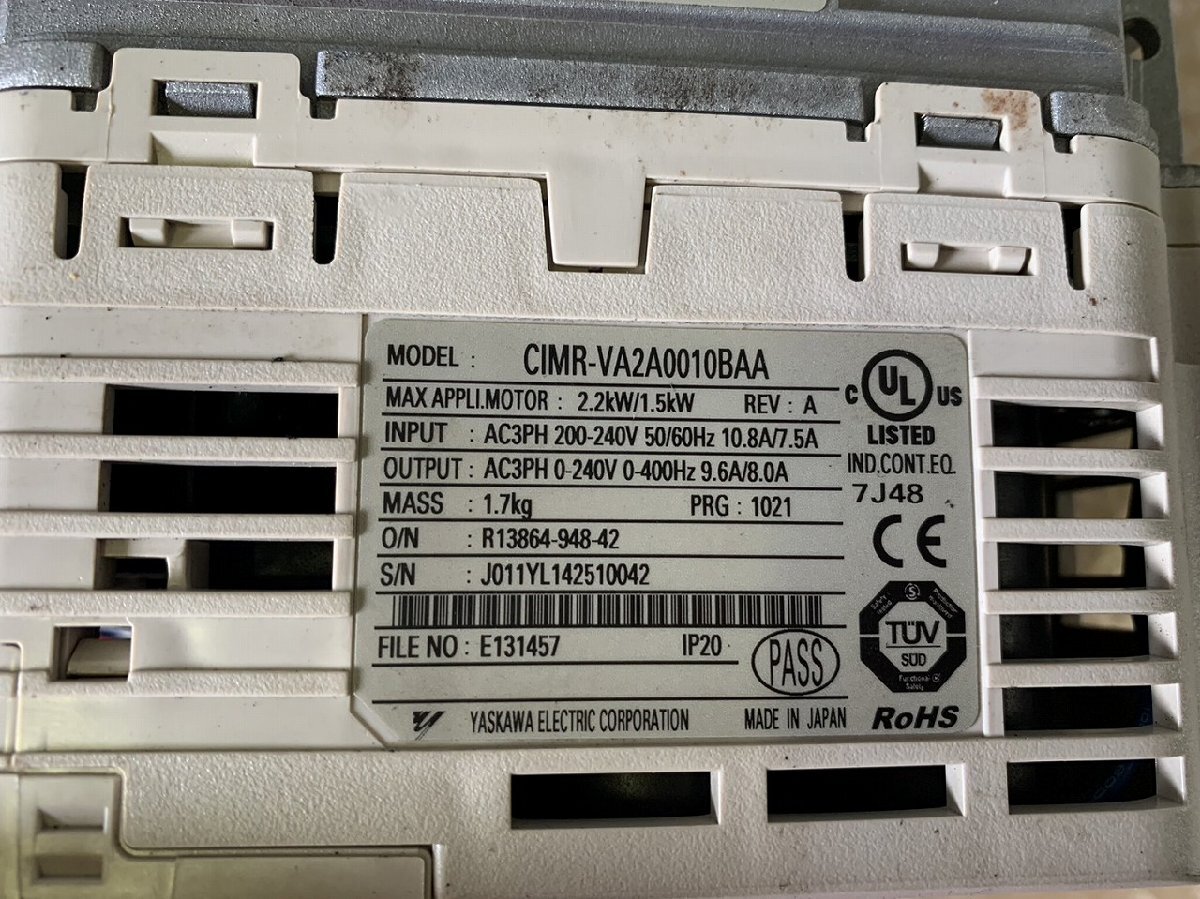 MODEL : CIMR-VA2A0010BAA
MAX APPLI.MOTOR : 2.2kW/1.5kW REV : A
INPUT : AC3PH 200-240V 50/60Hz 10.8A/7.5A
OUTPUT : AC3PH 0-240V 0-400Hz 9.6A/8.0A
MASS : 1.7kg PRG : 1021
O/N : R13864-948-42
S/N : J011YL142510042
FILE NO : E131457 IP20
PASS
YASKAWA ELECTRIC CORPORATION MADE IN JAPAN
C UL US
LISTED
IND.CONT.EQ.
7J48
CE
TÜV
SÜD
Functional
Safety
RoHS